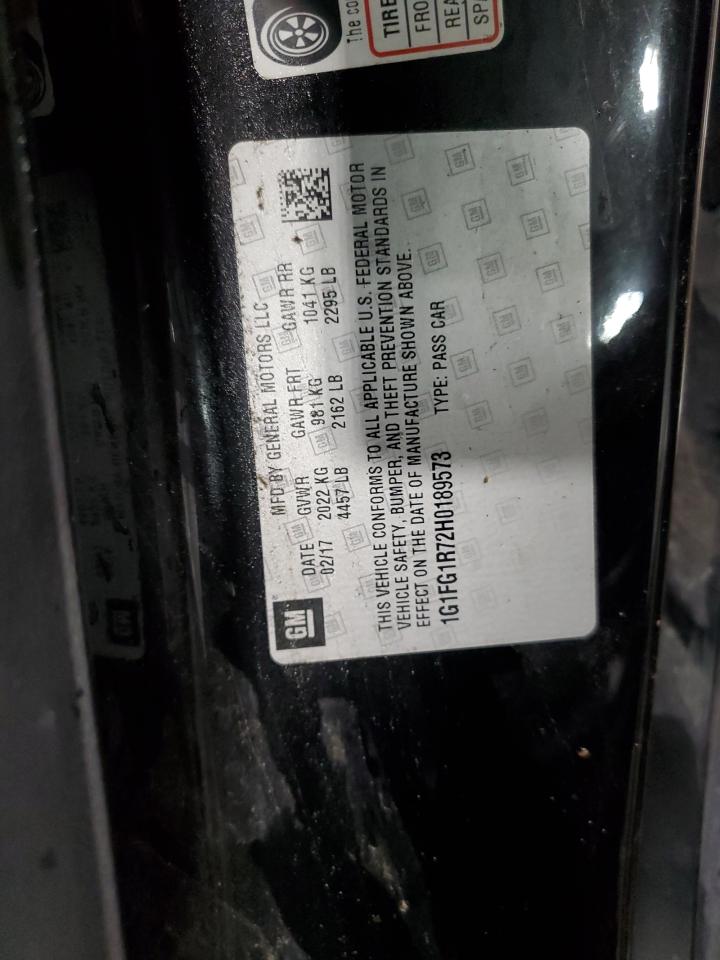 The co
TIRE
FRO
REA
SPA
GM
MFD BY GENERAL MOTORS LLC
DATE GVWR GAWR FRT GAWR RR
02/17 2022 KG 981 KG 1041 KG
4457 LB 2162 LB 2295 LB
THIS VEHICLE CONFORMS TO ALL APPLICABLE U.S. FEDERAL MOTOR
VEHICLE SAFETY, BUMPER, AND THEFT PREVENTION STANDARDS IN
EFFECT ON THE DATE OF MANUFACTURE SHOWN ABOVE.
1G1FG1R72H0189573 TYPE: PASS CAR